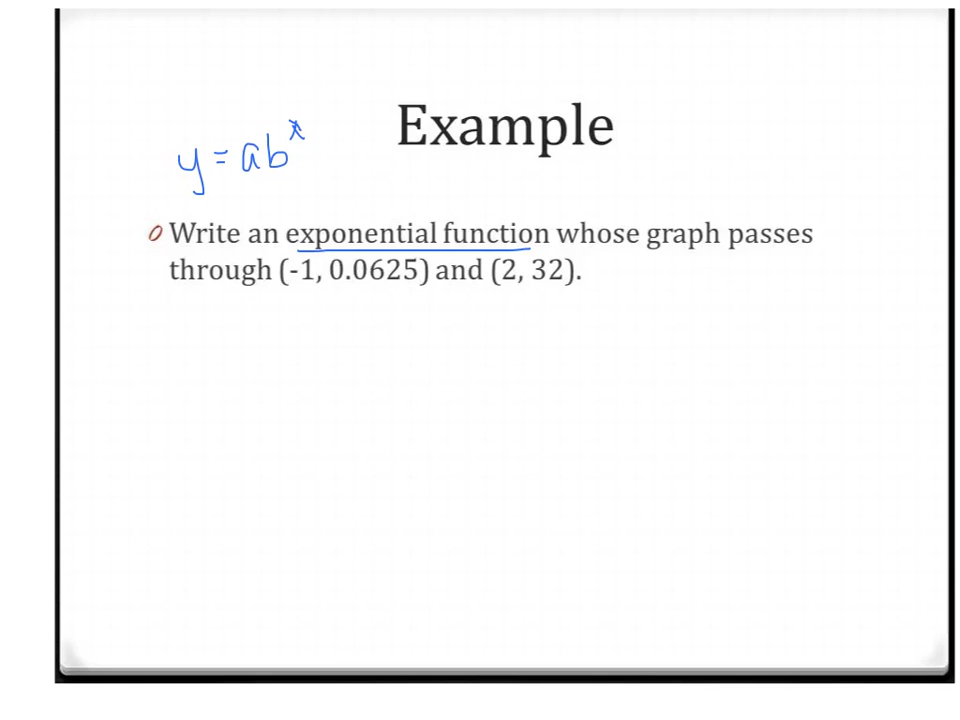 Example
y = ab^x
Write an exponential function whose graph passes
through (-1, 0.0625) and (2, 32).